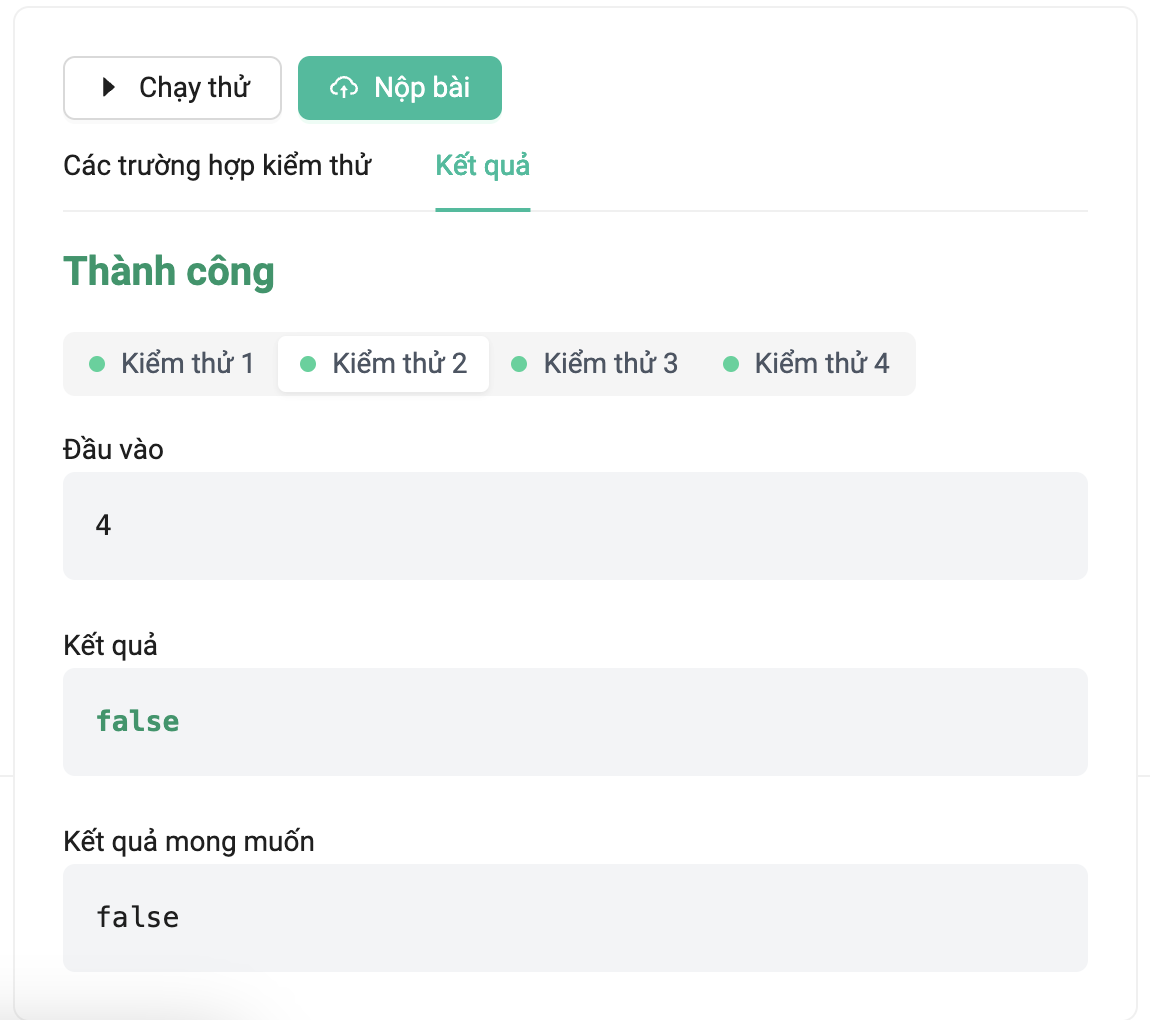 Chạy thử Nộp bài
Các trường hợp kiểm thử Kết quả
Thành công
Kiểm thử 1 Kiểm thử 2 Kiểm thử 3 Kiểm thử 4
Đầu vào
4
Kết quả
false
Kết quả mong muốn
false